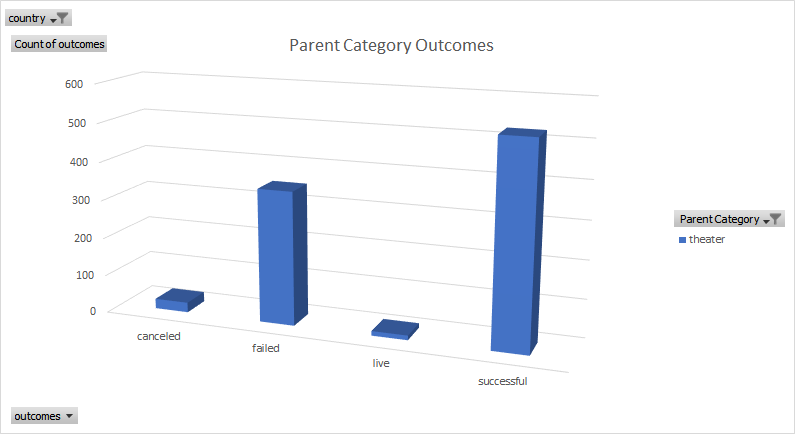 country
Count of outcomes
Parent Category Outcomes
600
500
400
300
200
100
0
canceled
failed
live
successful
Parent Category
theater
outcomes